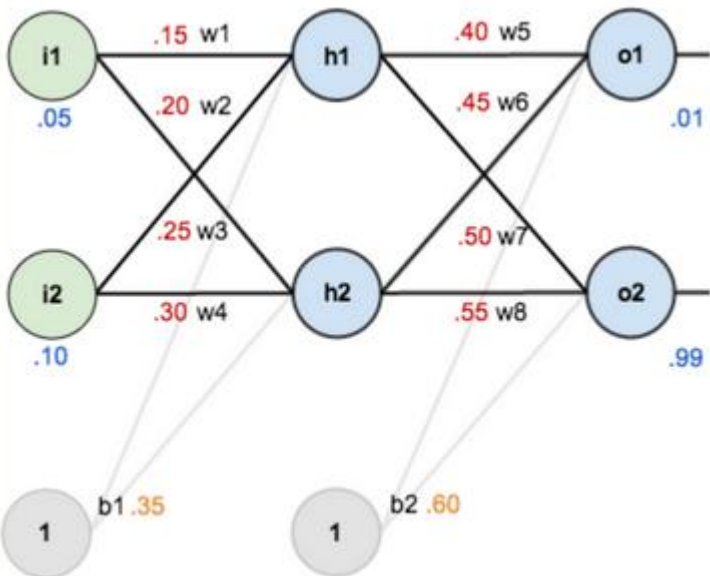 .15 w1
.40 w5
i1
h1
o1
.20 w2
.45 w6
.05
.01
.25 w3
.50 w7
i2
h2
o2
.30 w4
.55 w8
.10
.99
b1 .35
b2 .60
1
1